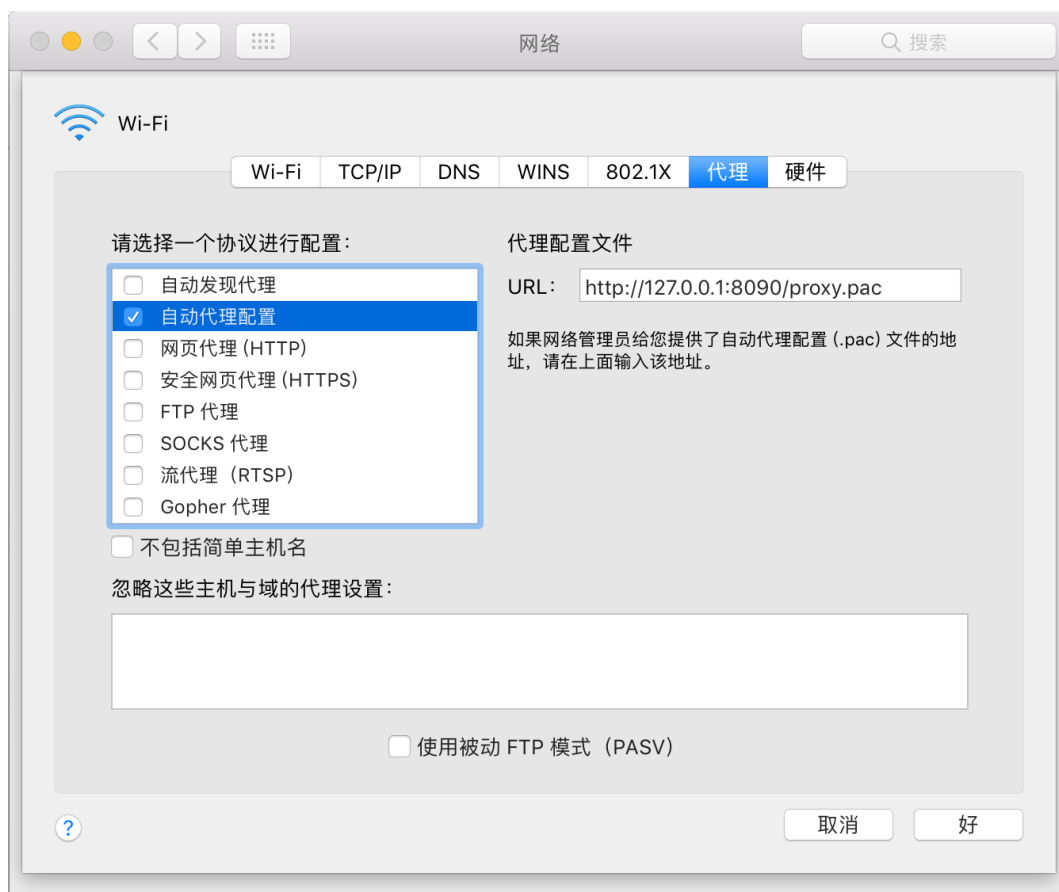 网络
搜索
Wi-Fi
Wi-Fi TCP/IP DNS WINS 802.1X 代理 硬件
请选择一个协议进行配置：
自动发现代理
自动代理配置
网页代理 (HTTP)
安全网页代理 (HTTPS)
FTP 代理
SOCKS 代理
流代理（RTSP）
Gopher 代理
代理配置文件
URL： http://127.0.0.1:8090/proxy.pac
如果网络管理员给您提供了自动代理配置 (.pac) 文件的地
址，请在上面输入该地址。
不包括简单主机名
忽略这些主机与域的代理设置：
使用被动 FTP 模式（PASV）
?
取消
好